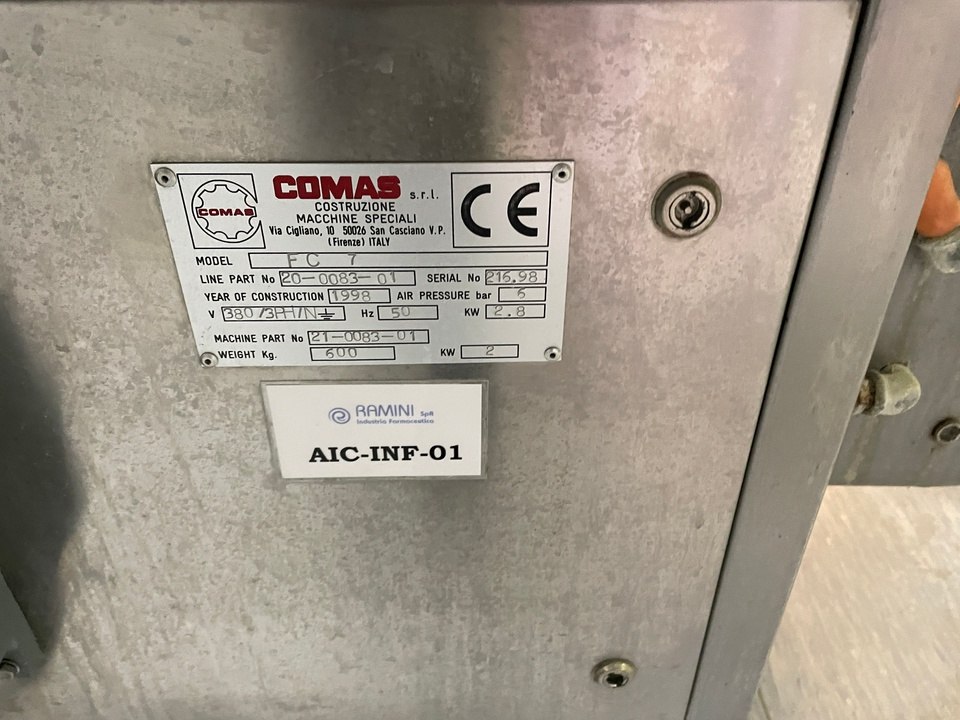 COMAS
COMAS s.r.l.
COSTRUZIONE
MACCHINE SPECIALI
Via Cigliano, 10 50026 San Casciano V.P.
(Firenze) ITALY
CE
MODEL FC 7
LINE PART No 20-0083-01 SERIAL No 216.98
YEAR OF CONSTRUCTION 1998 AIR PRESSURE bar 6
V 380/3PH/N Hz 50 KW 2.8
MACHINE PART No 21-0083-01
WEIGHT Kg. 600 KW 2
RAMINI SpA
Industria Farmaceutica
AIC-INF-01